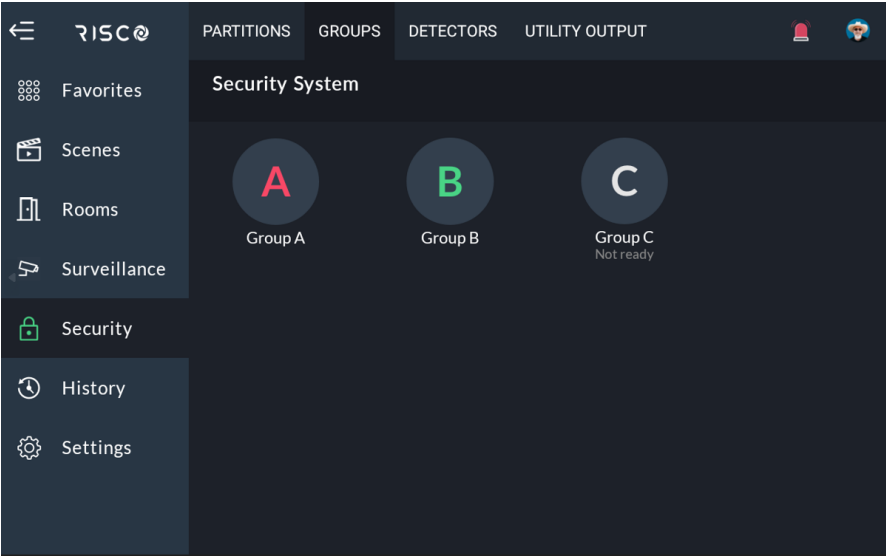 RISCO
PARTITIONS GROUPS DETECTORS UTILITY OUTPUT
Security System
Favorites
Scenes
Rooms
Surveillance
Security
History
Settings
A
Group A
B
Group B
C
Group C
Not ready